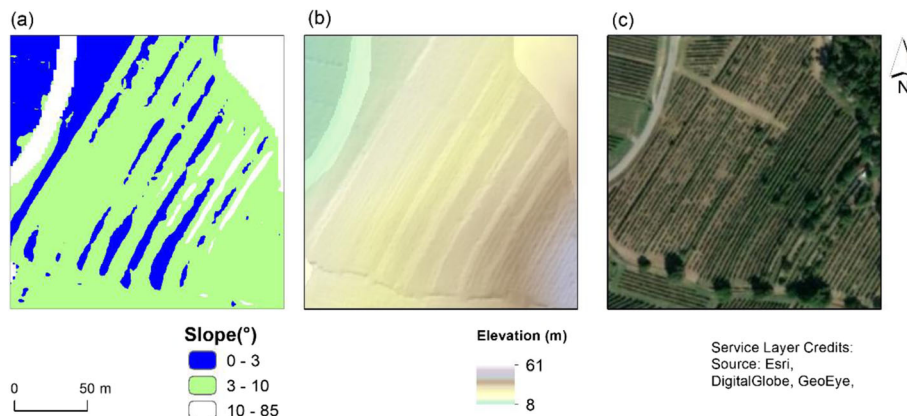 (a)
(b)
(c)
N
Slope(°)
0 - 3
3 - 10
10 - 85
0 50 m
Elevation (m)
61
8
Service Layer Credits:
Source: Esri,
DigitalGlobe, GeoEye,